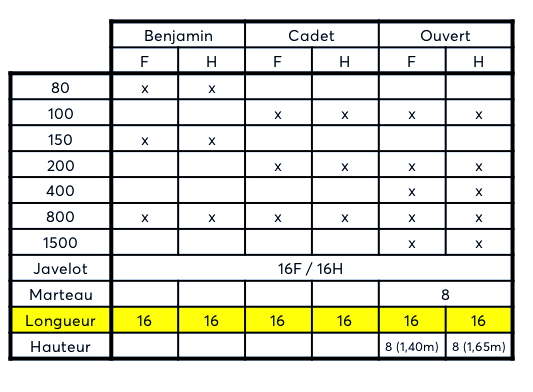 Benjamin Cadet Ouvert
F H F H F H
80 x x
100 x x x x
150 x x
200 x x x x
400 x x
800 x x x x x x
1500 x x
Javelot 16F / 16H
Marteau 8
Longueur 16 16 16 16 16 16
Hauteur 8 (1,40m) 8 (1,65m)